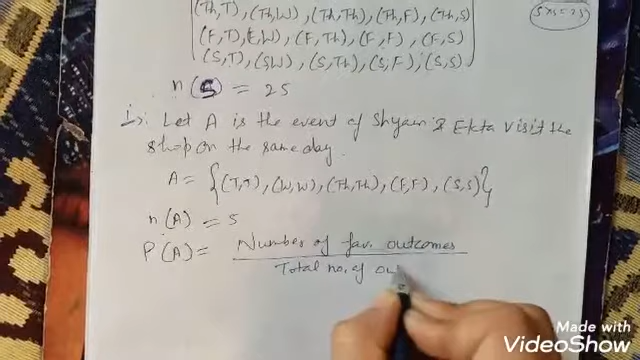 (Th,T), (Th,W), (Th,Th), (Th,F), (Th,S)
5x5=25
(F,T), (F,W), (F,Th), (F,F), (F,S)
(S,T), (S,W), (S,Th), (S,F), (S,S)
n(S) = 25
i): Let A is the event of Shyam & Ekta visit the
shop on the same day.
A = {(T,T), (W,W), (Th,Th), (F,F), (S,S)}
n(A) = 5
P(A) = Number of fav. outcomes
Total no. of ou
Made with
VideoShow